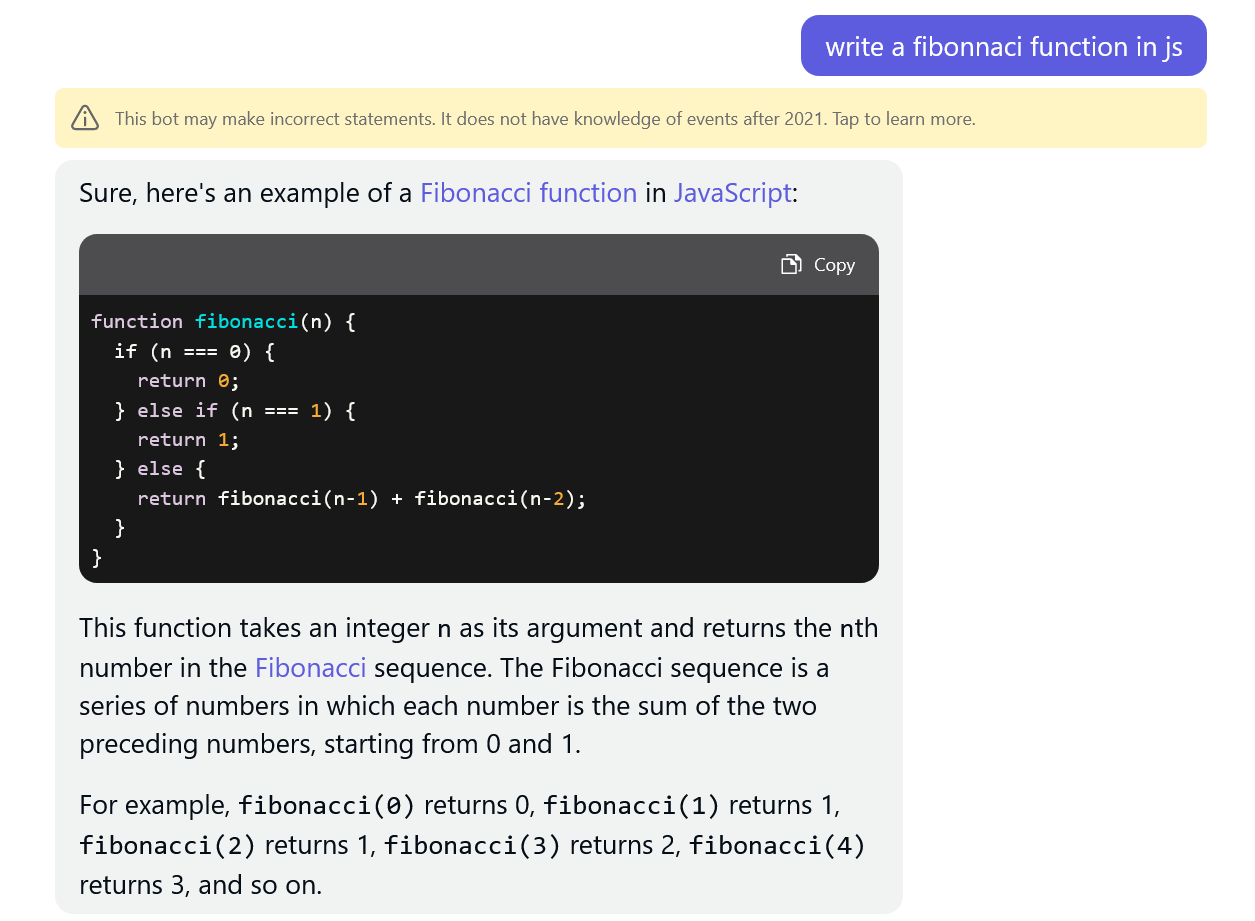 write a fibonnaci function in js
This bot may make incorrect statements. It does not have knowledge of events after 2021. Tap to learn more.
Sure, here's an example of a Fibonacci function in JavaScript:
Copy
function fibonacci(n) {
  if (n === 0) {
    return 0;
  } else if (n === 1) {
    return 1;
  } else {
    return fibonacci(n-1) + fibonacci(n-2);
  }
}
This function takes an integer n as its argument and returns the nth
number in the Fibonacci sequence. The Fibonacci sequence is a
series of numbers in which each number is the sum of the two
preceding numbers, starting from 0 and 1.
For example, fibonacci(0) returns 0, fibonacci(1) returns 1,
fibonacci(2) returns 1, fibonacci(3) returns 2, fibonacci(4)
returns 3, and so on.